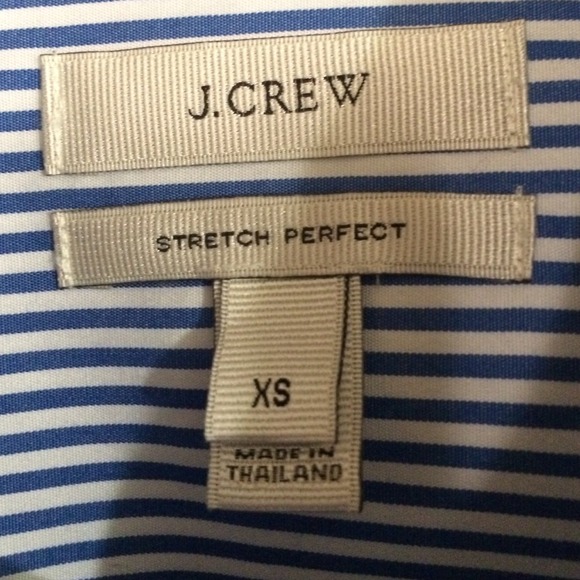 J.CREW
STRETCH PERFECT
XS
MADE IN
THAILAND